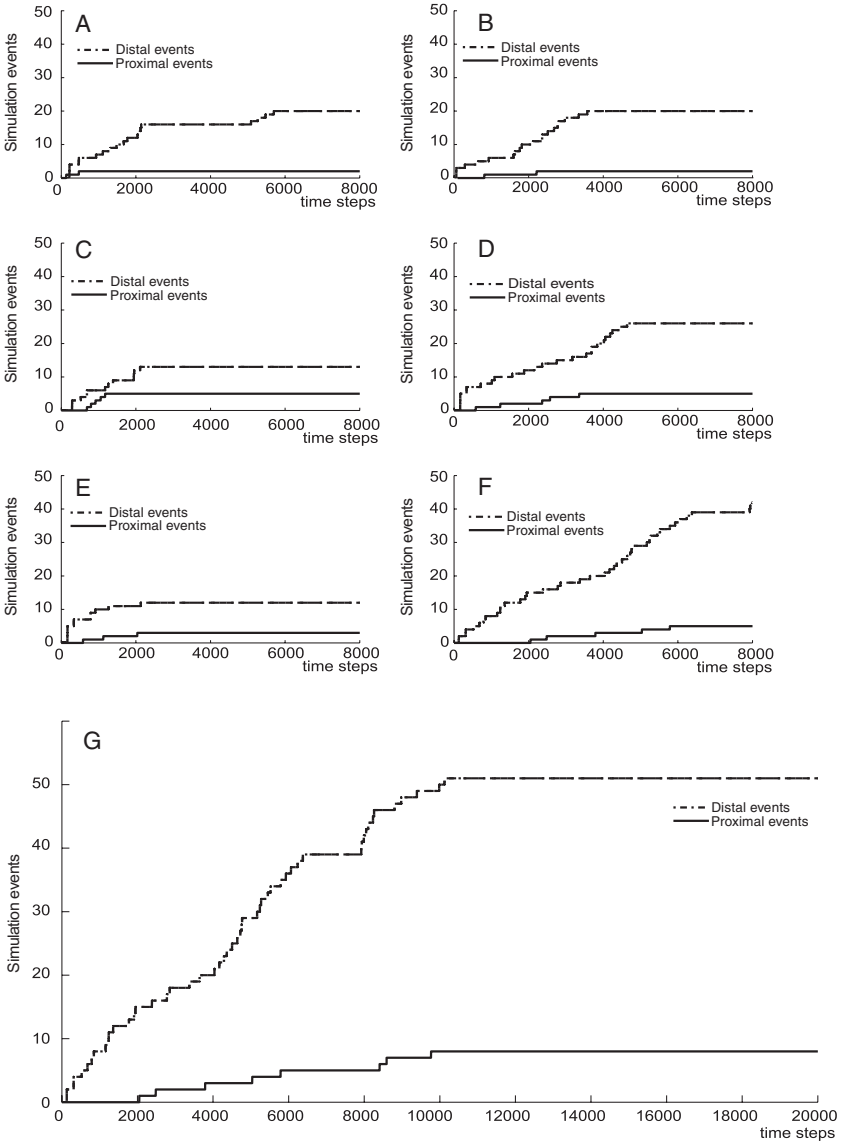 A
Distal events
Proximal events
Simulation events
50
40
30
20
10
0
0 2000 4000 6000 8000
time steps
B
Distal events
Proximal events
Simulation events
50
40
30
20
10
0
0 2000 4000 6000 8000
time steps
C
Distal events
Proximal events
Simulation events
50
40
30
20
10
0
0 2000 4000 6000 8000
time steps
D
Distal events
Proximal events
Simulation events
50
40
30
20
10
0
0 2000 4000 6000 8000
time steps
E
Distal events
Proximal events
Simulation events
50
40
30
20
10
0
0 2000 4000 6000 8000
time steps
F
Distal events
Proximal events
Simulation events
50
40
30
20
10
0
0 2000 4000 6000 8000
time steps
G
Distal events
Proximal events
Simulation events
50
40
30
20
10
0
0 2000 4000 6000 8000 10000 12000 14000 16000 18000 20000
time steps